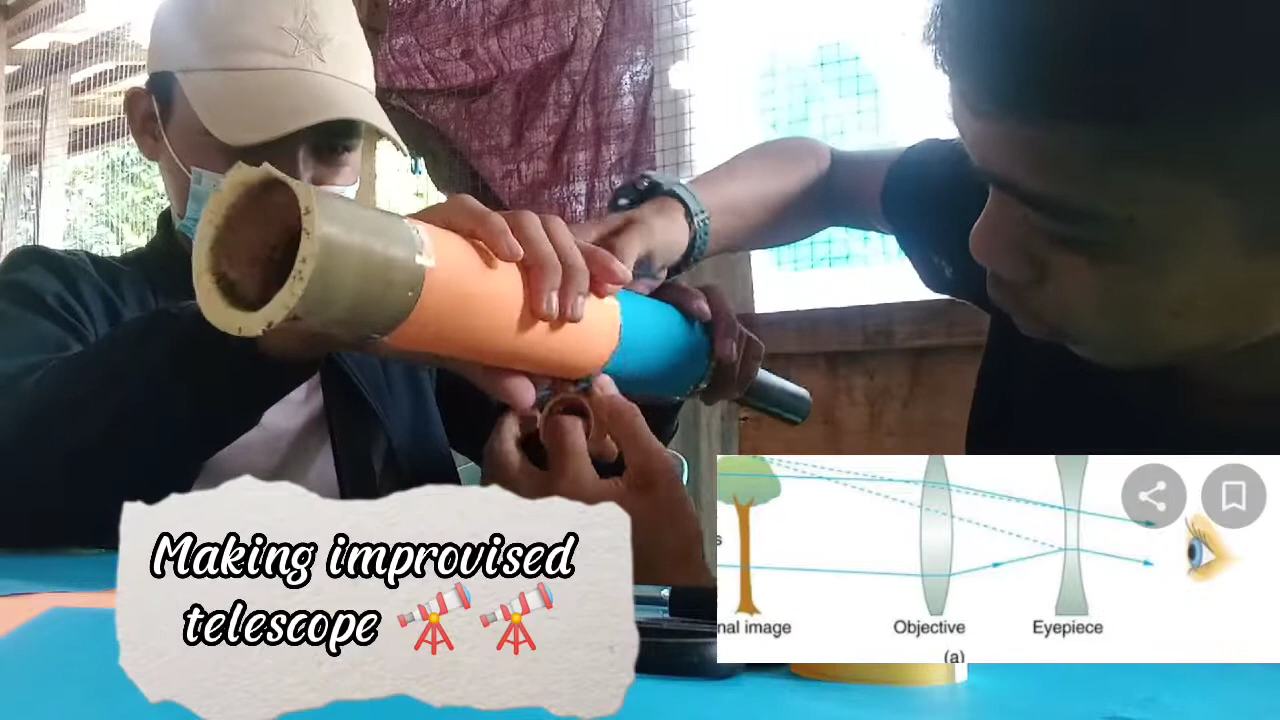 Making improvised
telescope
s
nal image
Objective
Eyepiece
(a)